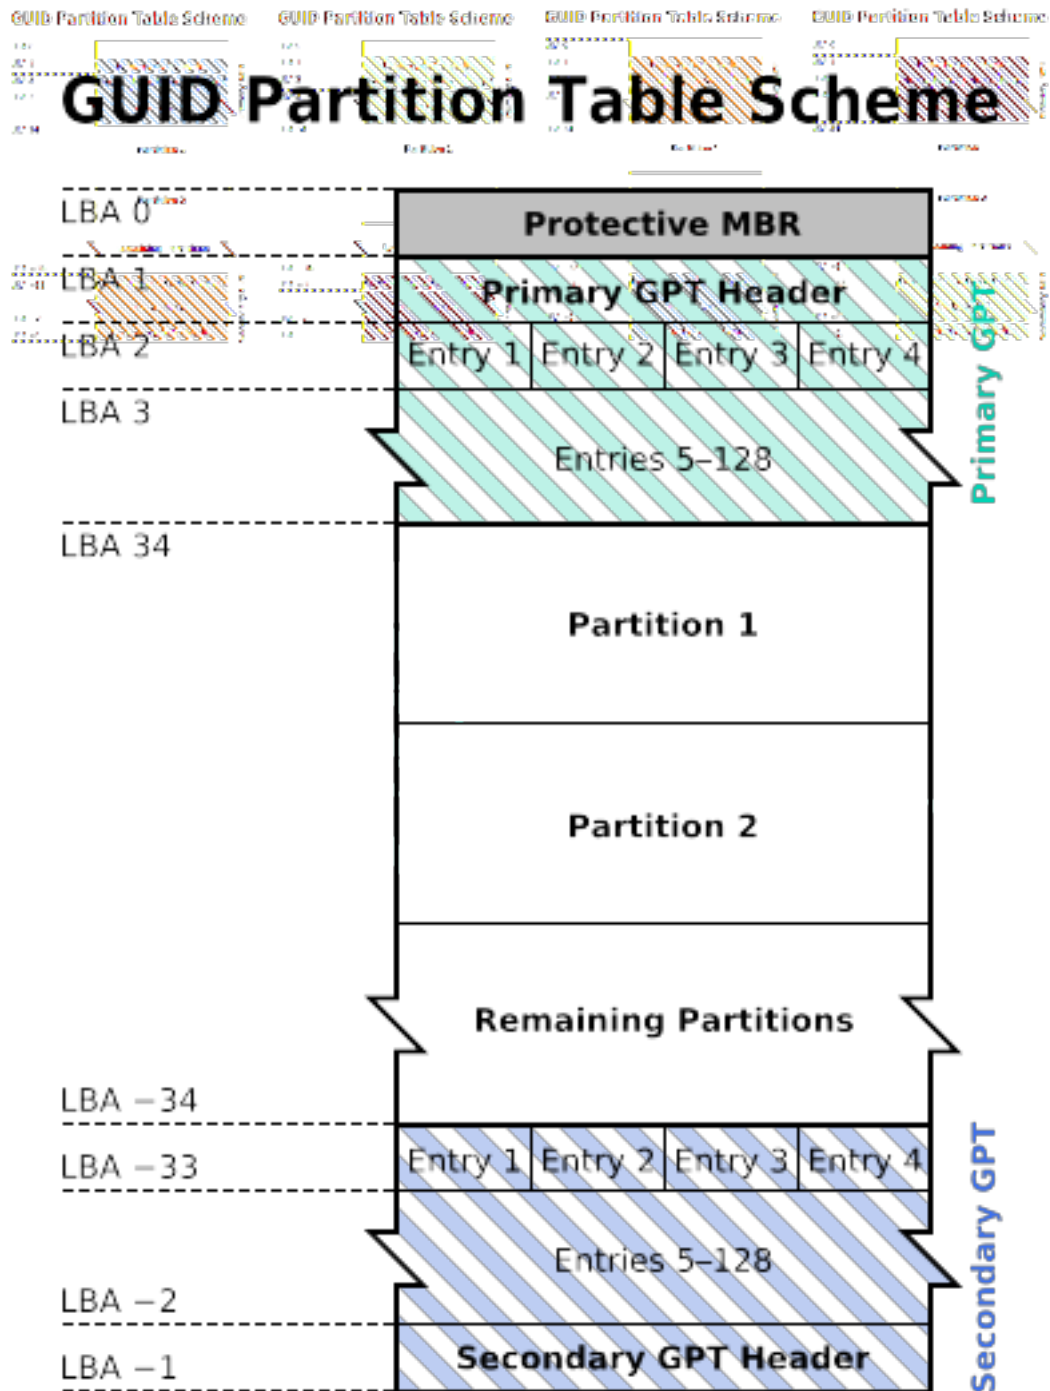 GUID Partition Table Scheme GUID Partition Table Scheme GUID Partition Table Scheme GUID Partition Table Scheme
GUID Partition Table Scheme
LBA 0
Protective MBR
LBA 1
Primary GPT Header
LBA 2
Entry 1 Entry 2 Entry 3 Entry 4
LBA 3
Entries 5–128
Primary GPT
LBA 34
Partition 1
Partition 2
Remaining Partitions
LBA −34
LBA −33
Entry 1 Entry 2 Entry 3 Entry 4
Entries 5–128
LBA −2
Secondary GPT Header
LBA −1
Secondary GPT